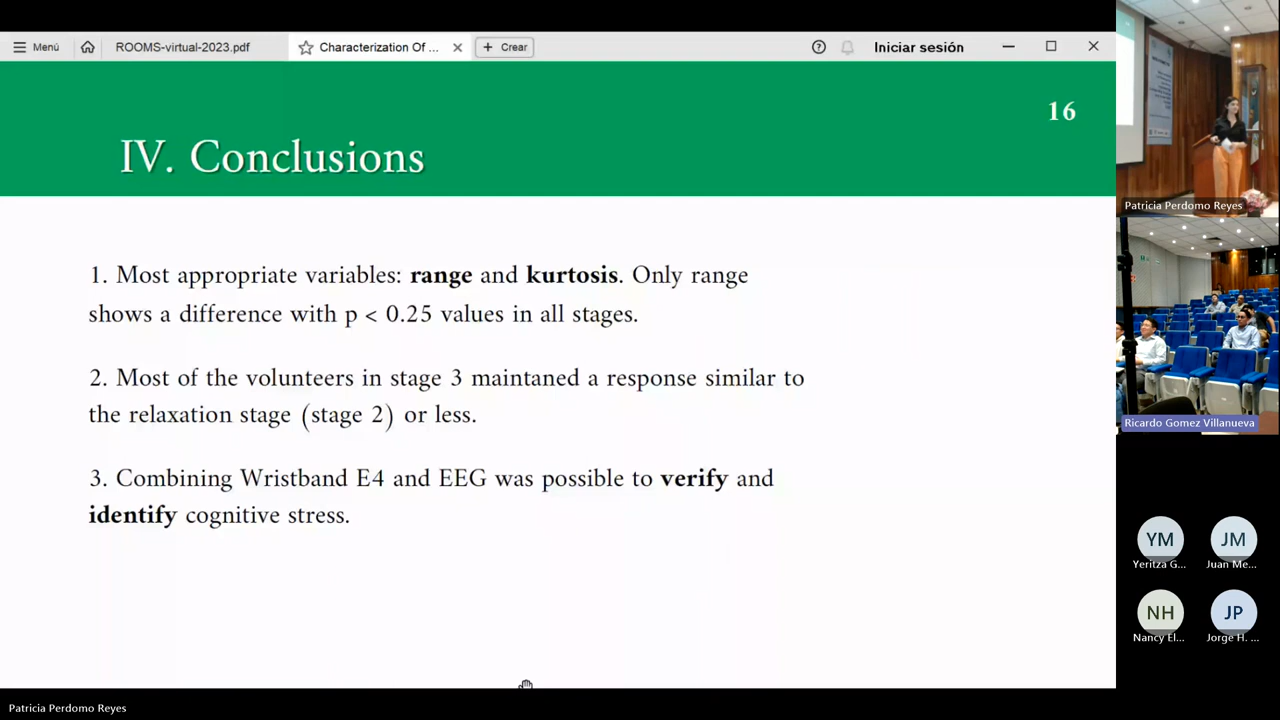 Menú
ROOMS-virtual-2023.pdf
Characterization Of ...
Crear
Iniciar sesión
16
IV. Conclusions
1. Most appropriate variables: range and kurtosis. Only range
shows a difference with p < 0.25 values in all stages.
2. Most of the volunteers in stage 3 maintaned a response similar to
the relaxation stage (stage 2) or less.
3. Combining Wristband E4 and EEG was possible to verify and
identify cognitive stress.
Patricia Perdomo Reyes
Ricardo Gomez Villanueva
YM
Yeritza G...
JM
Juan Me...
NH
Nancy El...
JP
Jorge H. ...
Patricia Perdomo Reyes